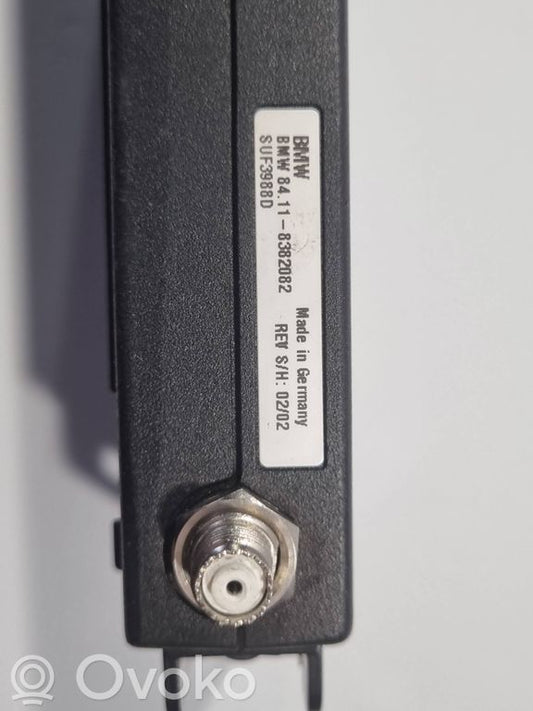 BMW
BMW 84.11-8382082 Made in Germany
SUF3988D REV S/H: 02/02
Ovoko